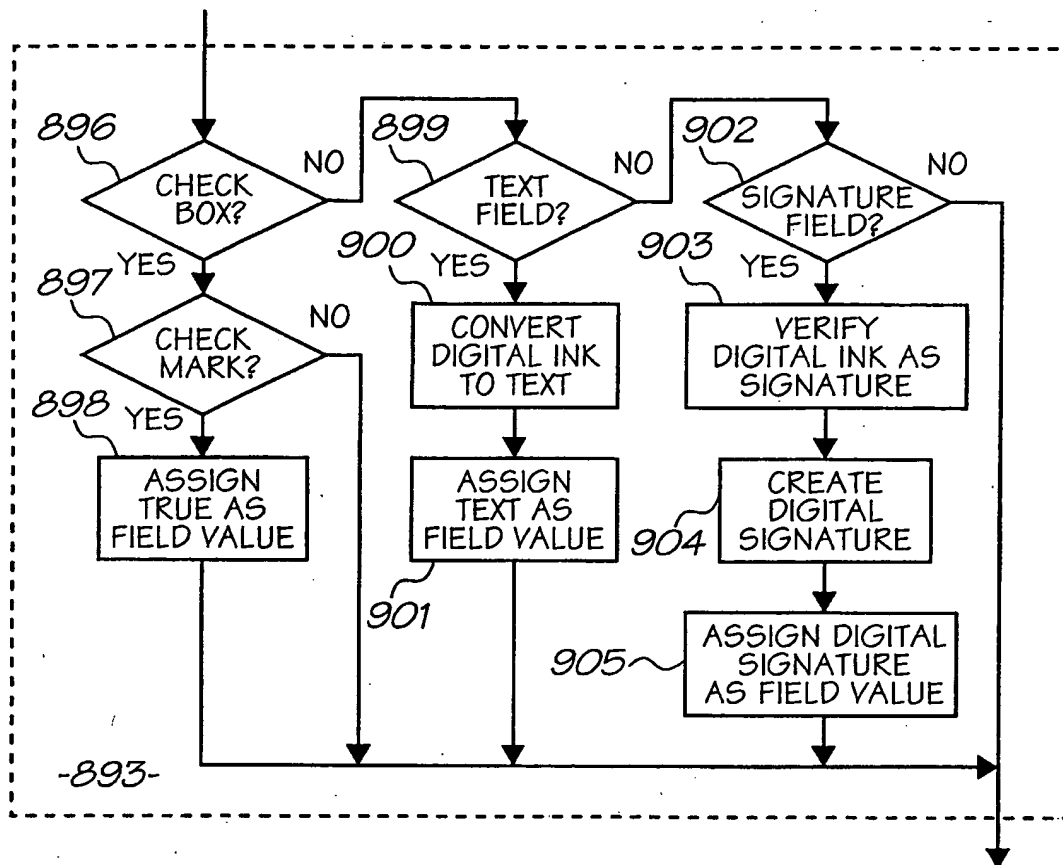 896
CHECK
BOX?
NO
YES
897
CHECK
MARK?
NO
YES
898
ASSIGN
TRUE AS
FIELD VALUE
899
TEXT
FIELD?
NO
YES
900
CONVERT
DIGITAL INK
TO TEXT
ASSIGN
TEXT AS
FIELD VALUE
901
902
SIGNATURE
FIELD?
NO
YES
903
VERIFY
DIGITAL INK AS
SIGNATURE
CREATE
DIGITAL
SIGNATURE
904
ASSIGN DIGITAL
SIGNATURE
AS FIELD VALUE
905
-893-